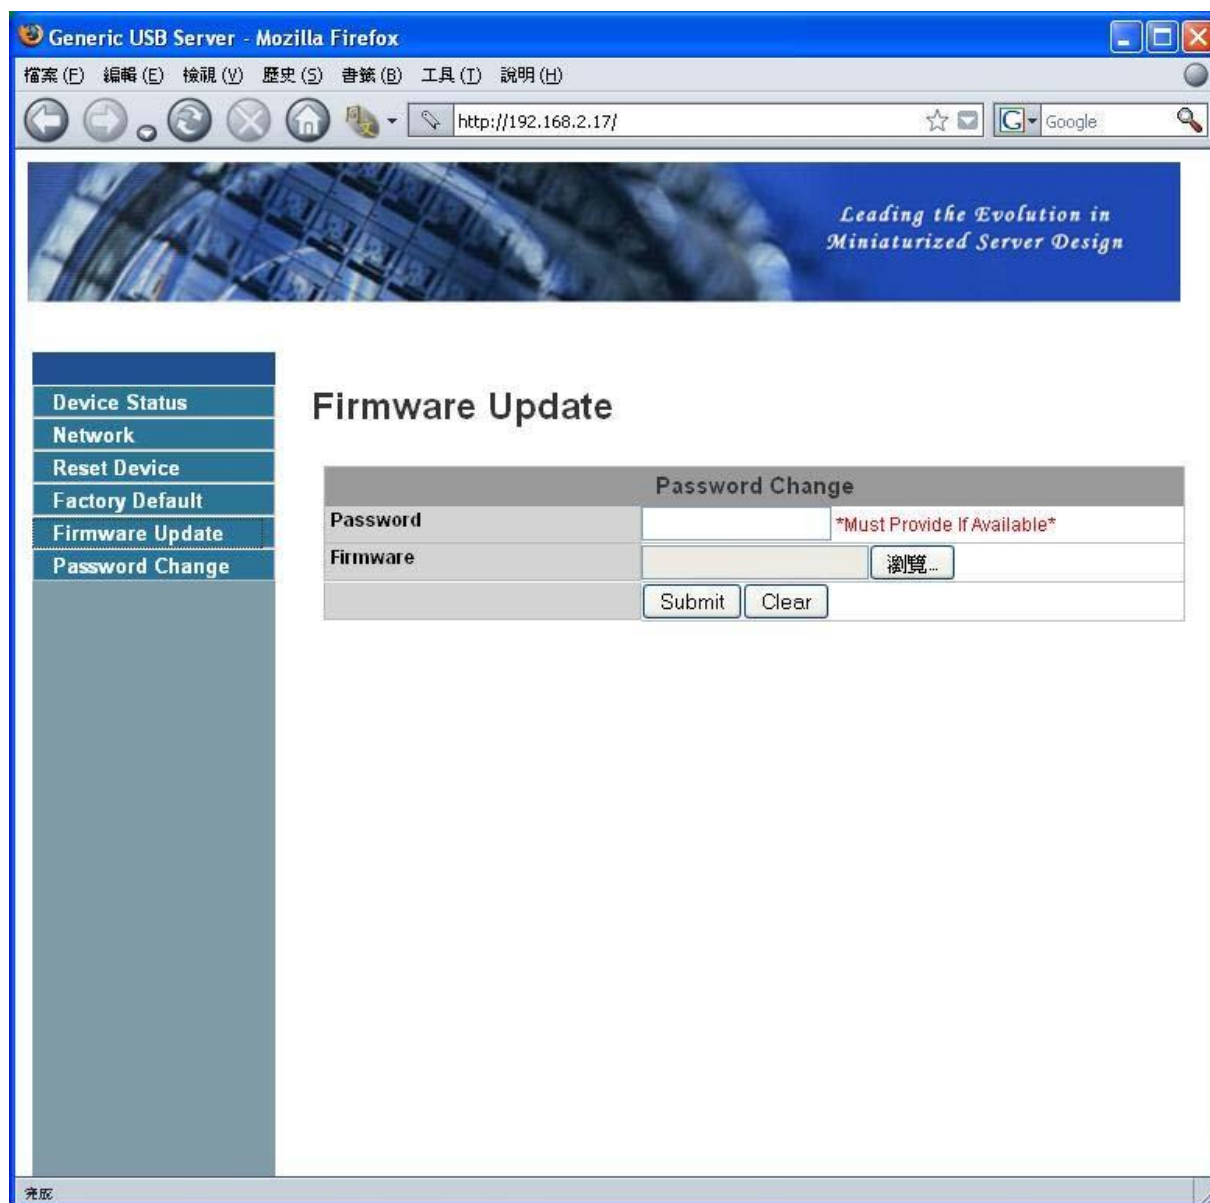 Generic USB Server - Mozilla Firefox
檔案(F) 編輯(E) 檢視(V) 歷史(S) 書籤(B) 工具(T) 說明(H)
http://192.168.2.17/ G Google
Leading the Evolution in
Miniaturized Server Design
Device Status
Network
Reset Device
Factory Default
Firmware Update
Password Change
Firmware Update
Password Change
Password *Must Provide If Available*
Firmware 瀏覽...
Submit Clear
完成